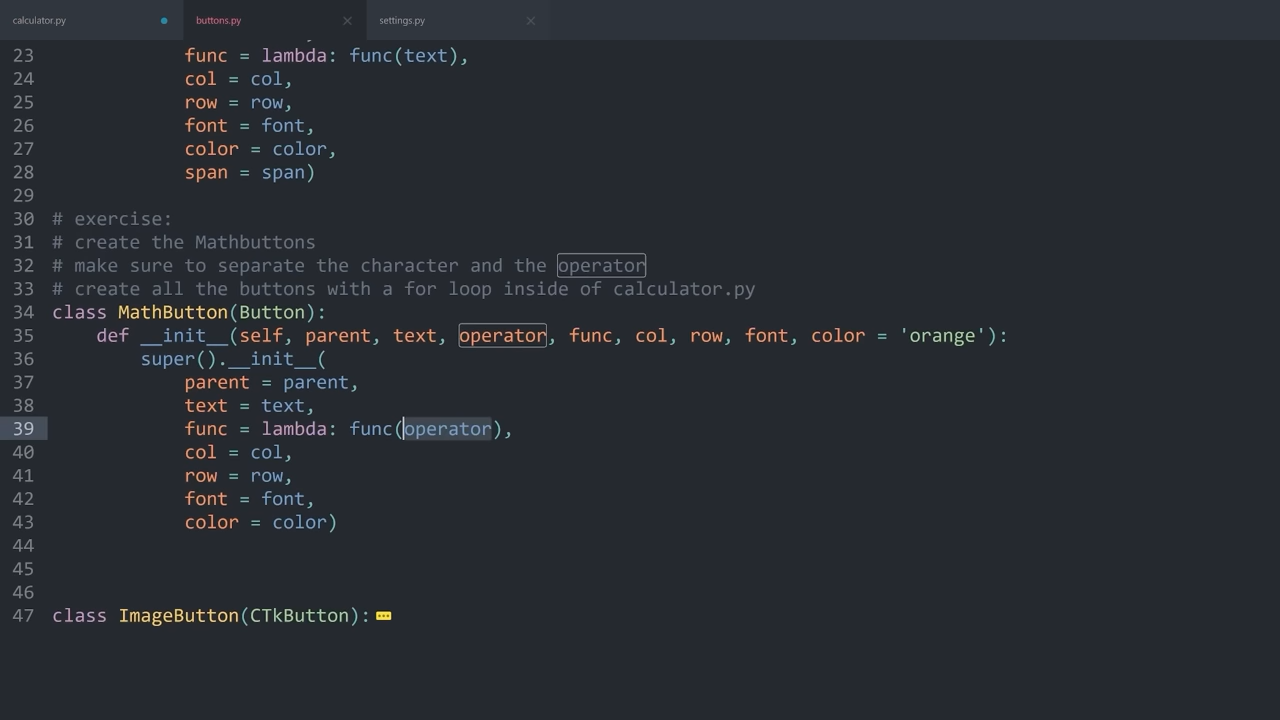 calculator.py
buttons.py
settings.py
23 func = lambda: func(text),
24 col = col,
25 row = row,
26 font = font,
27 color = color,
28 span = span)
29
30 # exercise:
31 # create the Mathbuttons
32 # make sure to separate the character and the operator
33 # create all the buttons with a for loop inside of calculator.py
34 class MathButton(Button):
35 def __init__(self, parent, text, operator, func, col, row, font, color = 'orange'):
36 super().__init__(
37 parent = parent,
38 text = text,
39 func = lambda: func(operator),
40 col = col,
41 row = row,
42 font = font,
43 color = color)
44
45
46
47 class ImageButton(CTkButton):